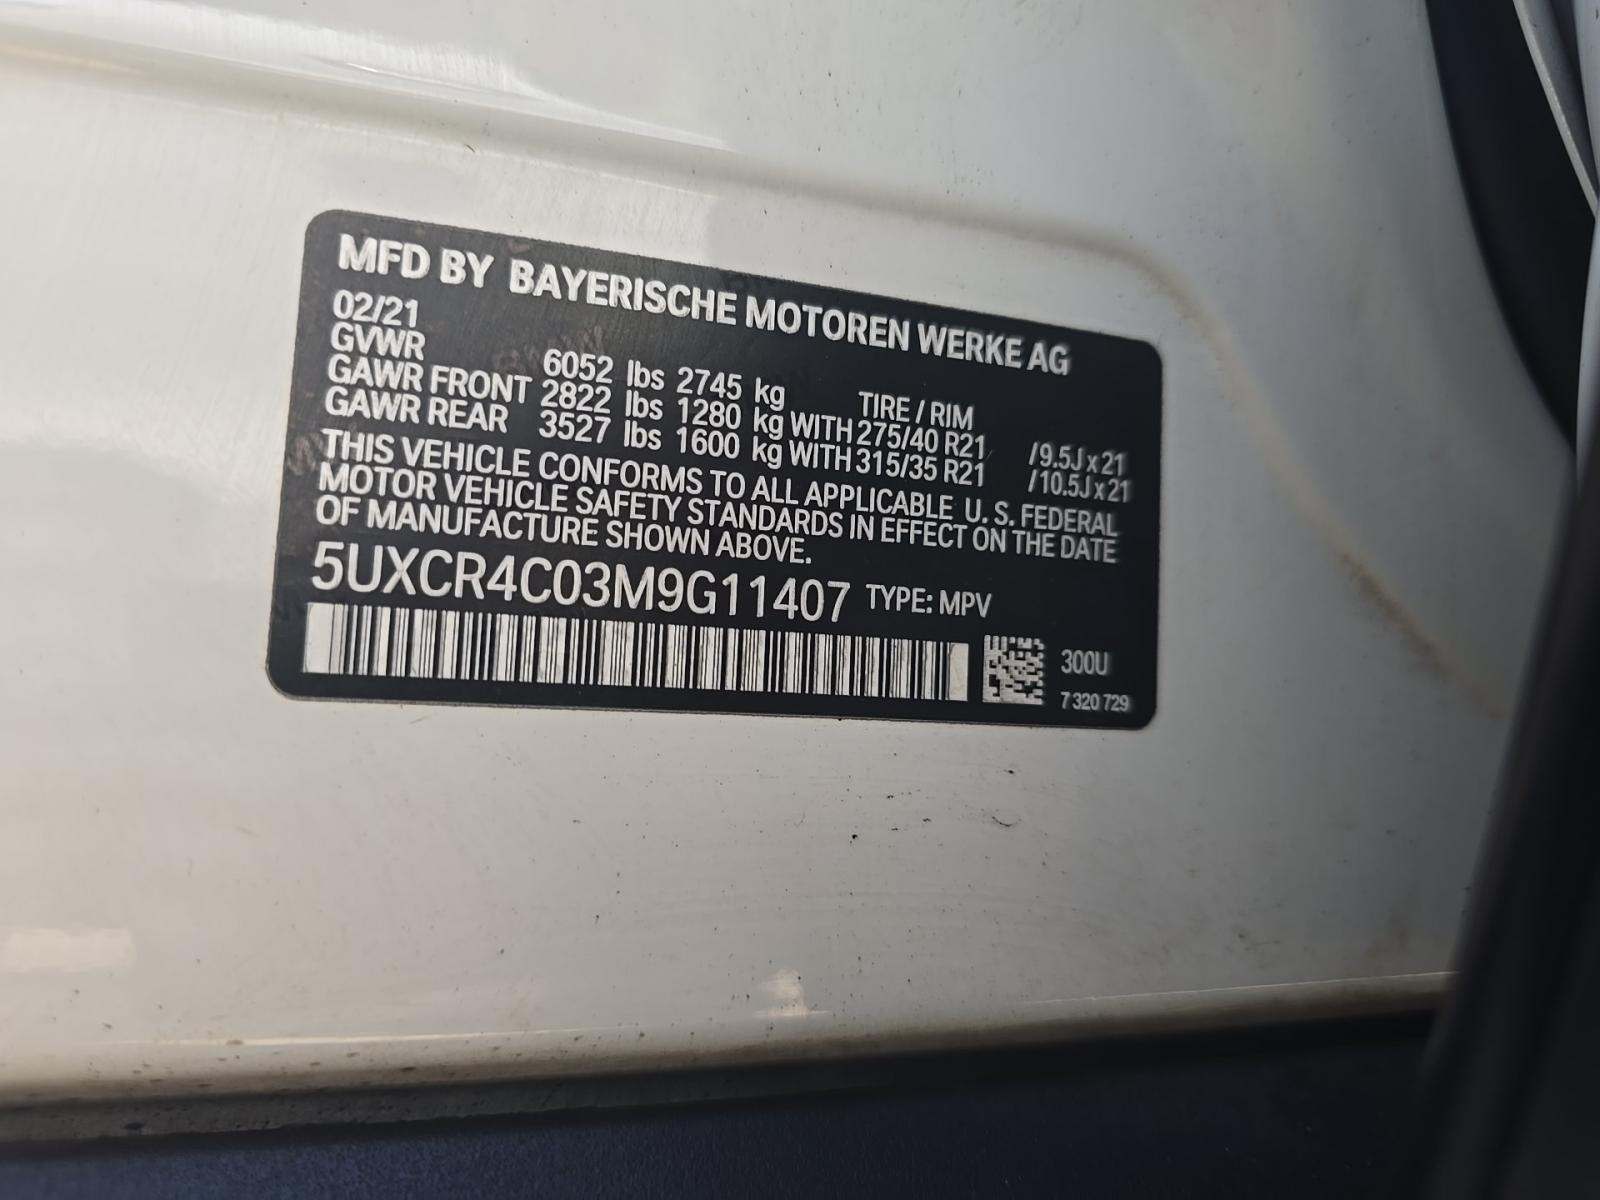 MFD BY BAYERISCHE MOTOREN WERKE AG
02/21
GVWR 6052 lbs 2745 kg TIRE / RIM
GAWR FRONT 2822 lbs 1280 kg WITH 275/40 R21 /9.5J x 21
GAWR REAR 3527 lbs 1600 kg WITH 315/35 R21 /10.5J x 21
THIS VEHICLE CONFORMS TO ALL APPLICABLE U. S. FEDERAL
MOTOR VEHICLE SAFETY STANDARDS IN EFFECT ON THE DATE
OF MANUFACTURE SHOWN ABOVE.
5UXCR4C03M9G11407 TYPE: MPV
300U
7 320 729